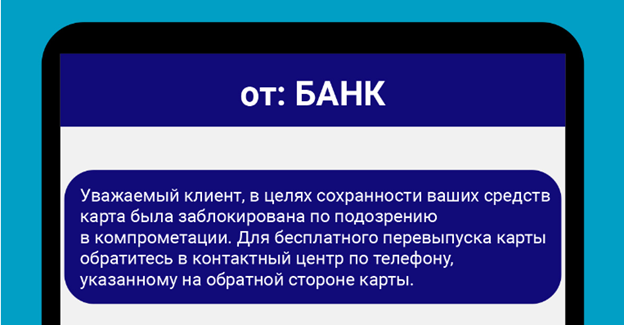 от: БАНК
Уважаемый клиент, в целях сохранности ваших средств
карта была заблокирована по подозрению
в компрометации. Для бесплатного перевыпуска карты
обратитесь в контактный центр по телефону,
указанному на обратной стороне карты.